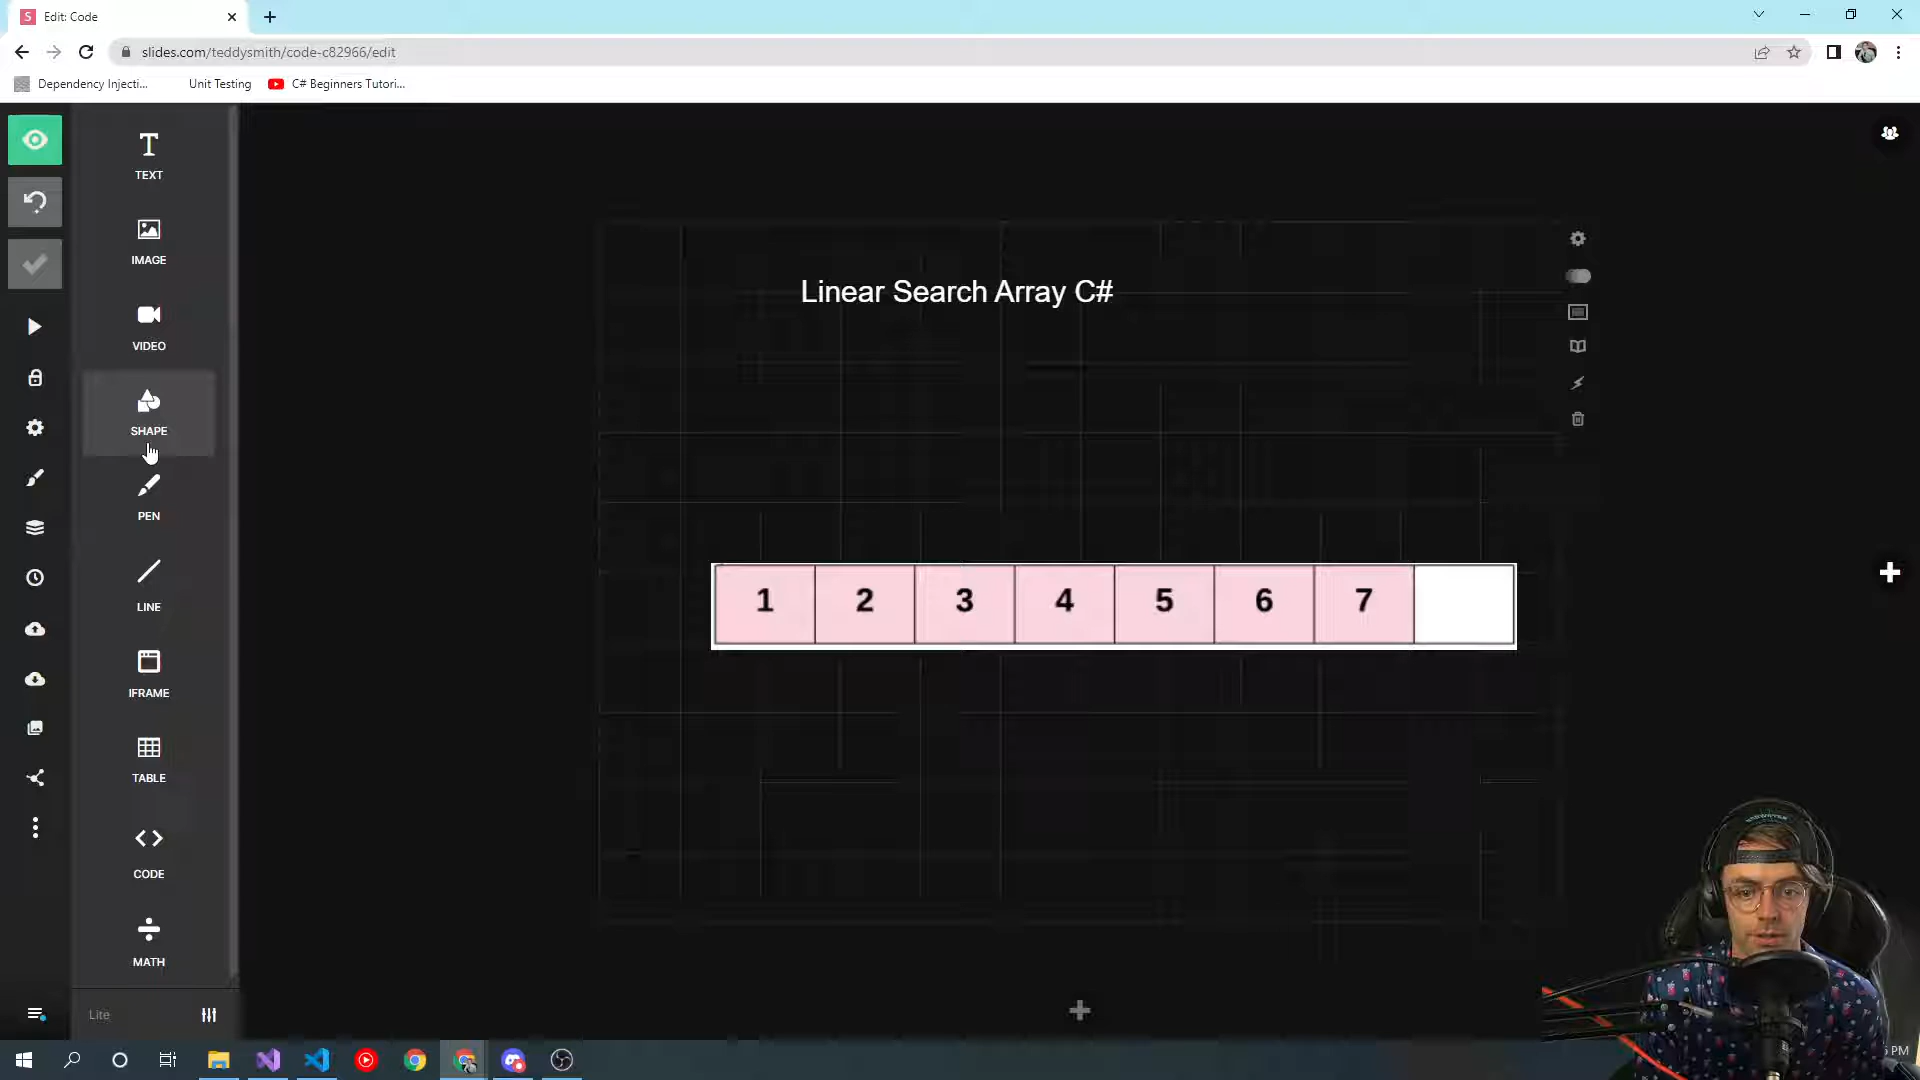 Edit: Code
slides.com/teddysmith/code-c82966/edit
Dependency Injecti...
Unit Testing
C# Beginners Tutori...
TEXT
IMAGE
VIDEO
SHAPE
PEN
LINE
IFRAME
TABLE
CODE
MATH
Lite
Linear Search Array C#
1 2 3 4 5 6 7
PM